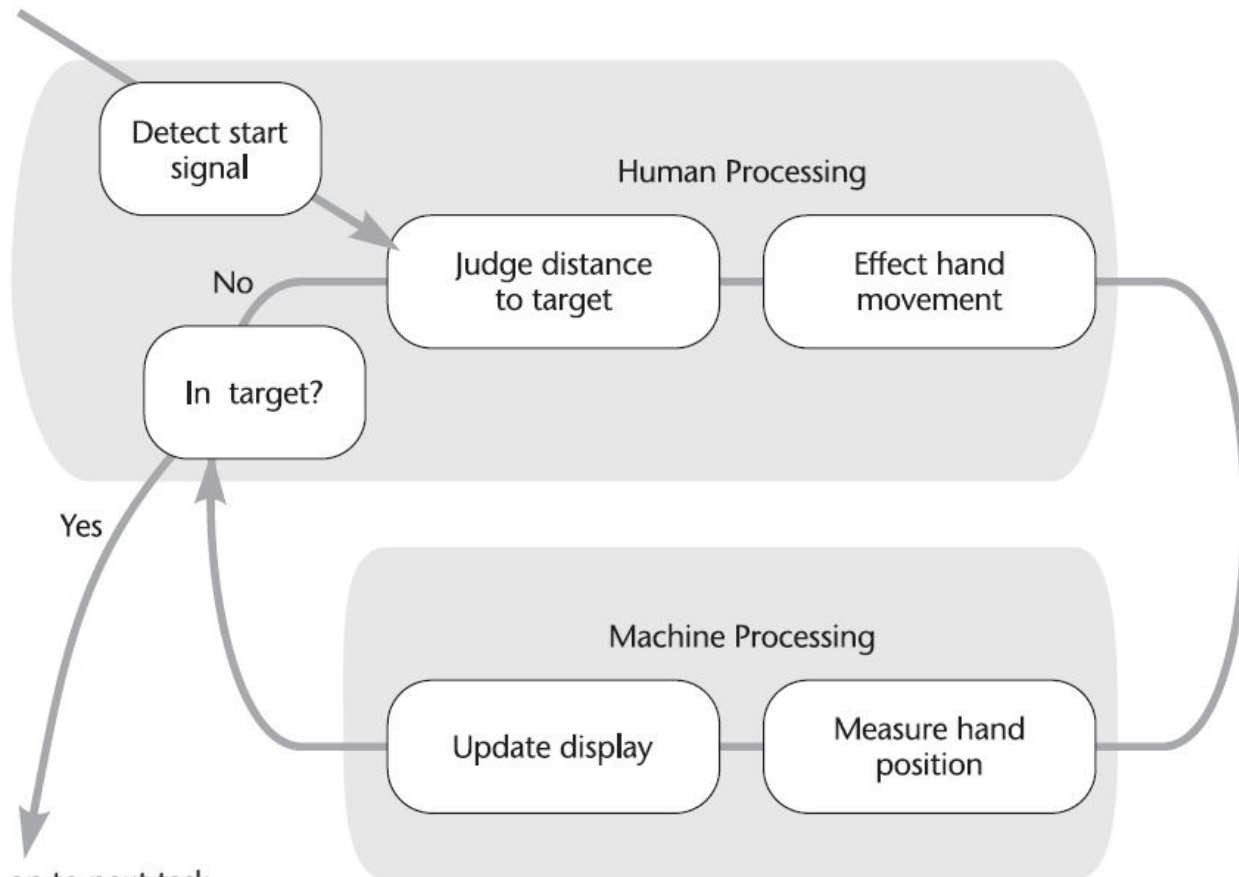 Detect start
signal
Human Processing
Judge distance
to target
Effect hand
movement
No
In target?
Yes
Machine Processing
Update display
Measure hand
position